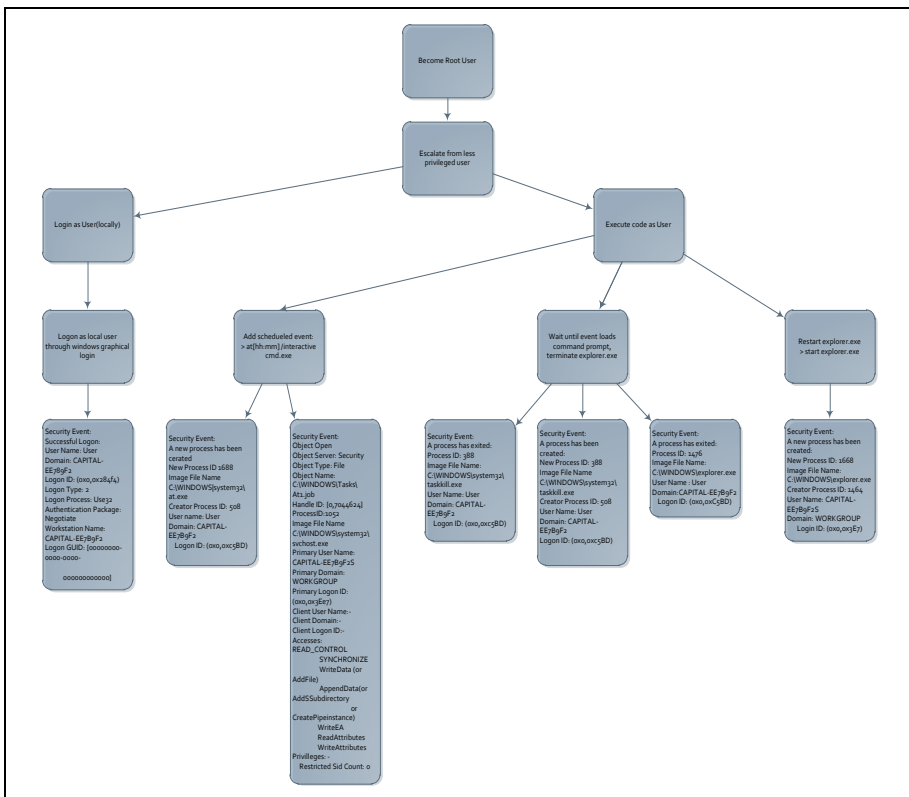 Become Root User
Escalate from less
privileged user
Login as User(locally)
Execute code as User
Logon as local user
through windows graphical
login
Add schedueled event:
> at[hh:mm] /interactive
cmd.exe
Wait until event loads
command prompt,
terminate explorer.exe
Restart explorer.exe
> start explorer.exe
Security Event:
Successful Logon:
User Name: User
Domain: CAPITAL-
EE7B9F2
Logon ID: (0x0,0x284f4)
Logon Type: 2
Logon Process: Use32
Authentication Package:
Negotiate
Workstation Name:
CAPITAL-EE7B9F2
Logon GUID: [00000000-
0000-0000-
000000000000]
Security Event:
A new process has been
cerated
New Process ID 1688
Image File Name
C:\WINDOWS|system32\
at.exe
Creator Process ID: 508
User name: User
Domain: CAPITAL-
EE7B9F2
Logon ID: (0x0,0xc5BD)
Security Event:
Object Open
Object Server: Security
Object Type: File
Object Name:
C:\WINDOWS\Tasks\
At1.job
Handle ID: {0,7044624}
ProcessID:1052
Image File Name
C:\WINDOWS\system32\
svchost.exe
Primary User Name:
CAPITAL-EE7B9F2S
Primary Domain:
WORKGROUP
Primary Logon ID:
(0x0,0x3Ee7)
Client User Name:-
Client Domain:-
Client Logon ID:-
Accesses:
READ_CONTROL
SYNCHRONIZE
WriteData (or
AddFile)
AppendData(or
AddSSubdirectory
or
CreatePipeinstance)
WriteEA
ReadAttributes
WriteAttributes
Privilleges: -
Restricted Sid Count: 0
Security Event:
A process has exited:
Process ID: 388
Image File Name:
C:\WINDOWS\system32\
taskkill.exe
User Name: User
Domain: CAPITAL-
EE7B9F2
Logon ID: (0x0,0xc5BD)
Security Event:
A process has been
created:
New Process ID: 388
Image File Name:
C:\WINDOWS\system32\
taskkill.exe
Creator Process ID: 508
User Name: User
Domain: CAPITAL-
EE7B9F2
Logon ID: (0x0,0xc5BD)
Security Event:
A process has exited:
Process ID: 1476
Image File Name:
C:\WINDOWS\explorer.exe
User Name: User
Domain:CAPITAL-EE7B9F2
Logon ID: (0x0,0xC5BD)
Security Event:
A new process has been
created:
New Process ID: 1668
Image File Name:
C:\WINDOWS\explorer.exe
Creator Process ID: 1464
User Name: CAPITAL-
EE7B9F2S
Domain: WORKGROUP
Login ID: (0x0,0x3E7)